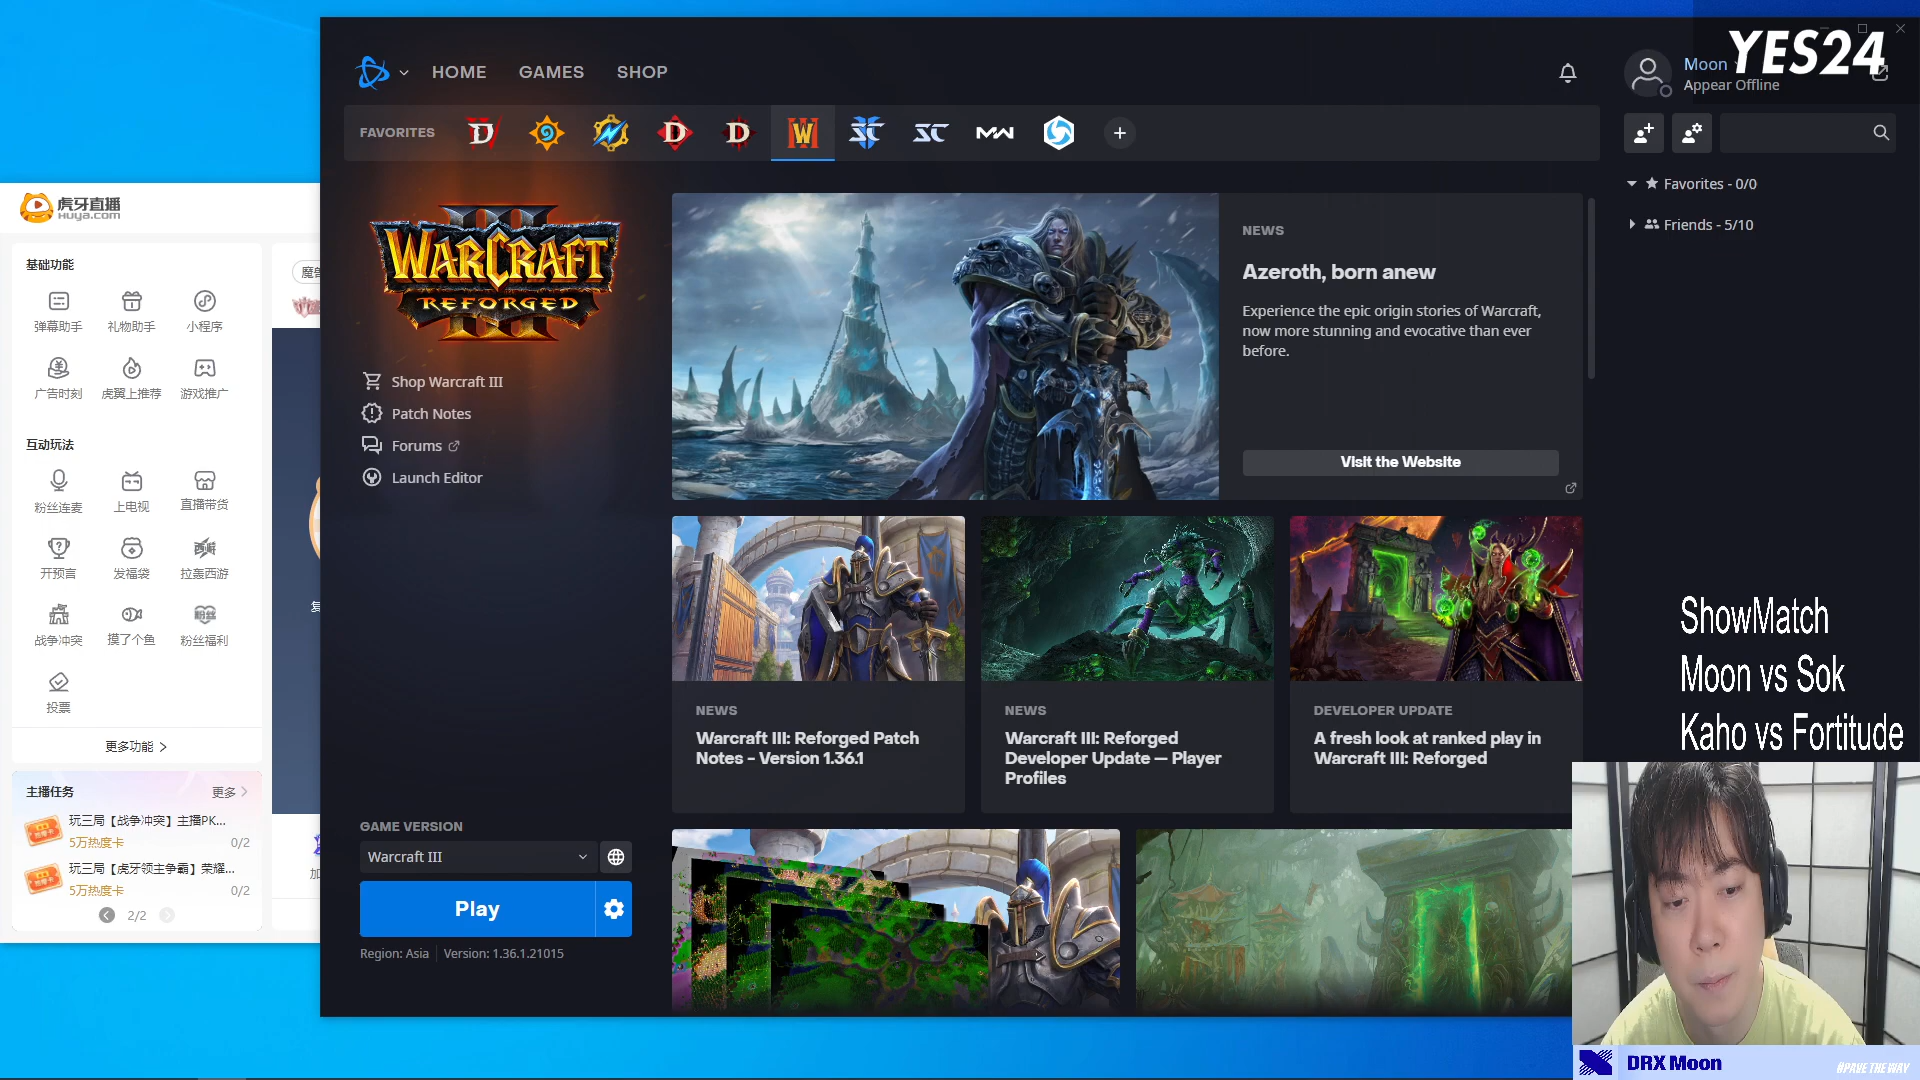 HOME
GAMES
SHOP
YES24
Moon
Appear Offline
FAVORITES
Favorites - 0/0
Friends - 5/10
虎牙直播
HUYA.COM
基础功能
弹幕助手
礼物助手
小程序
广告时刻
虎翼上推荐
游戏推广
互动玩法
粉丝连麦
上电视
直播带货
开预言
发福袋
拉轰西游
战争冲突
摸了个鱼
粉丝福利
投票
更多功能
主播任务
更多
玩三局【战争冲突】主播PK...
5万热度卡
0/2
玩三局【虎牙领主争霸】荣耀...
5万热度卡
0/2
2/2
魔兽
加
WARCRAFT
III
REFORGED
Shop Warcraft III
Patch Notes
Forums
Launch Editor
NEWS
Azeroth, born anew
Experience the epic origin stories of Warcraft,
now more stunning and evocative than ever
before.
Visit the Website
NEWS
Warcraft III: Reforged Patch
Notes - Version 1.36.1
NEWS
Warcraft III: Reforged
Developer Update — Player
Profiles
DEVELOPER UPDATE
A fresh look at ranked play in
Warcraft III: Reforged
GAME VERSION
Warcraft III
Play
Region: Asia
Version: 1.36.1.21015
ShowMatch
Moon vs Sok
Kaho vs Fortitude
DRX Moon
#PAVE THE WAY